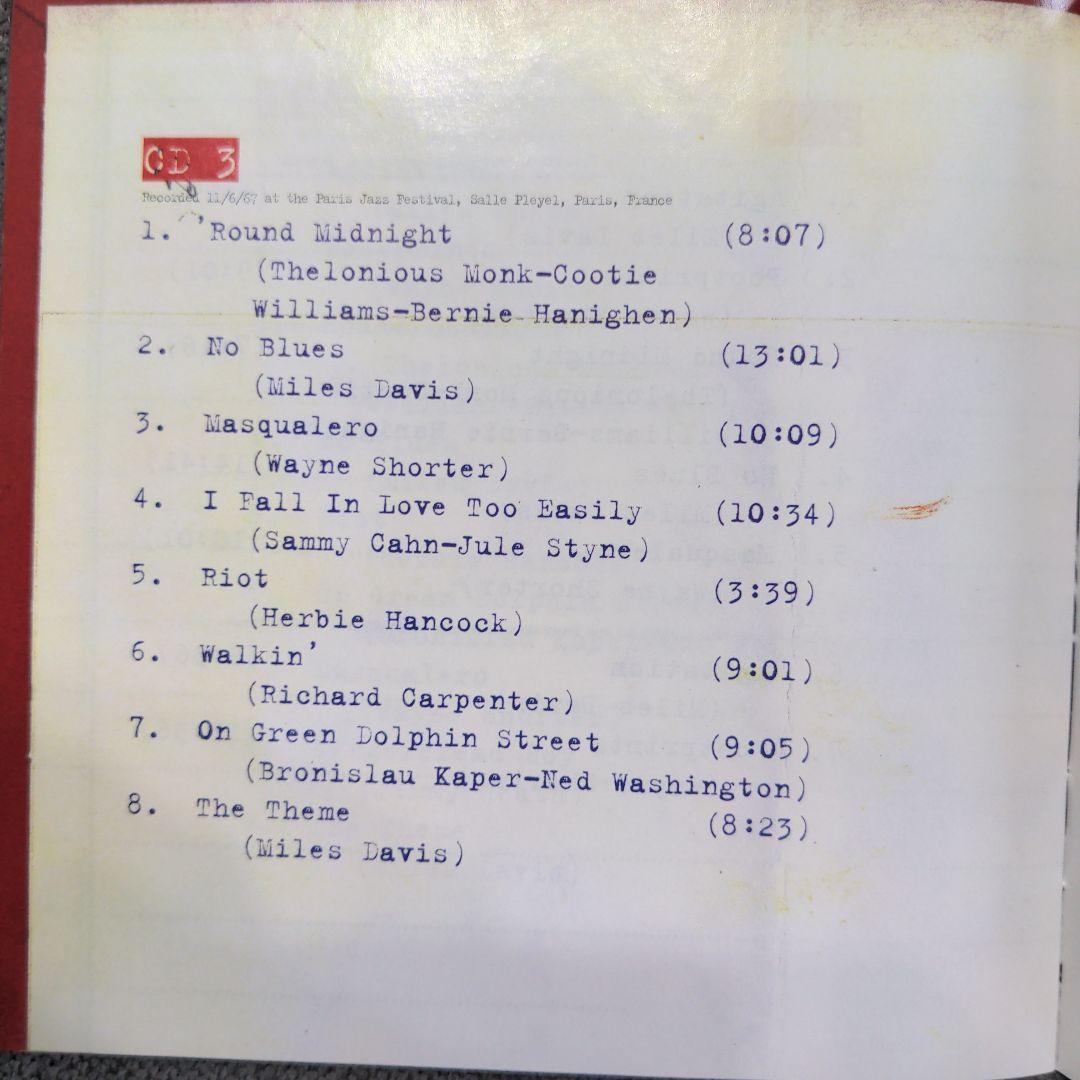 CD 3
Recorded 11/6/67 at the Paris Jazz Festival, Salle Pleyel, Paris, France
1. 'Round Midnight (8:07)
(Thelonious Monk-Cootie
Williams-Bernie Hanighen)
2. No Blues (13:01)
(Miles Davis)
3. Masqualero (10:09)
(Wayne Shorter)
4. I Fall In Love Too Easily (10:34)
(Sammy Cahn-Jule Styne)
5. Riot (3:39)
(Herbie Hancock)
6. Walkin' (9:01)
(Richard Carpenter)
7. On Green Dolphin Street (9:05)
(Bronislau Kaper-Ned Washington)
8. The Theme (8:23)
(Miles Davis)